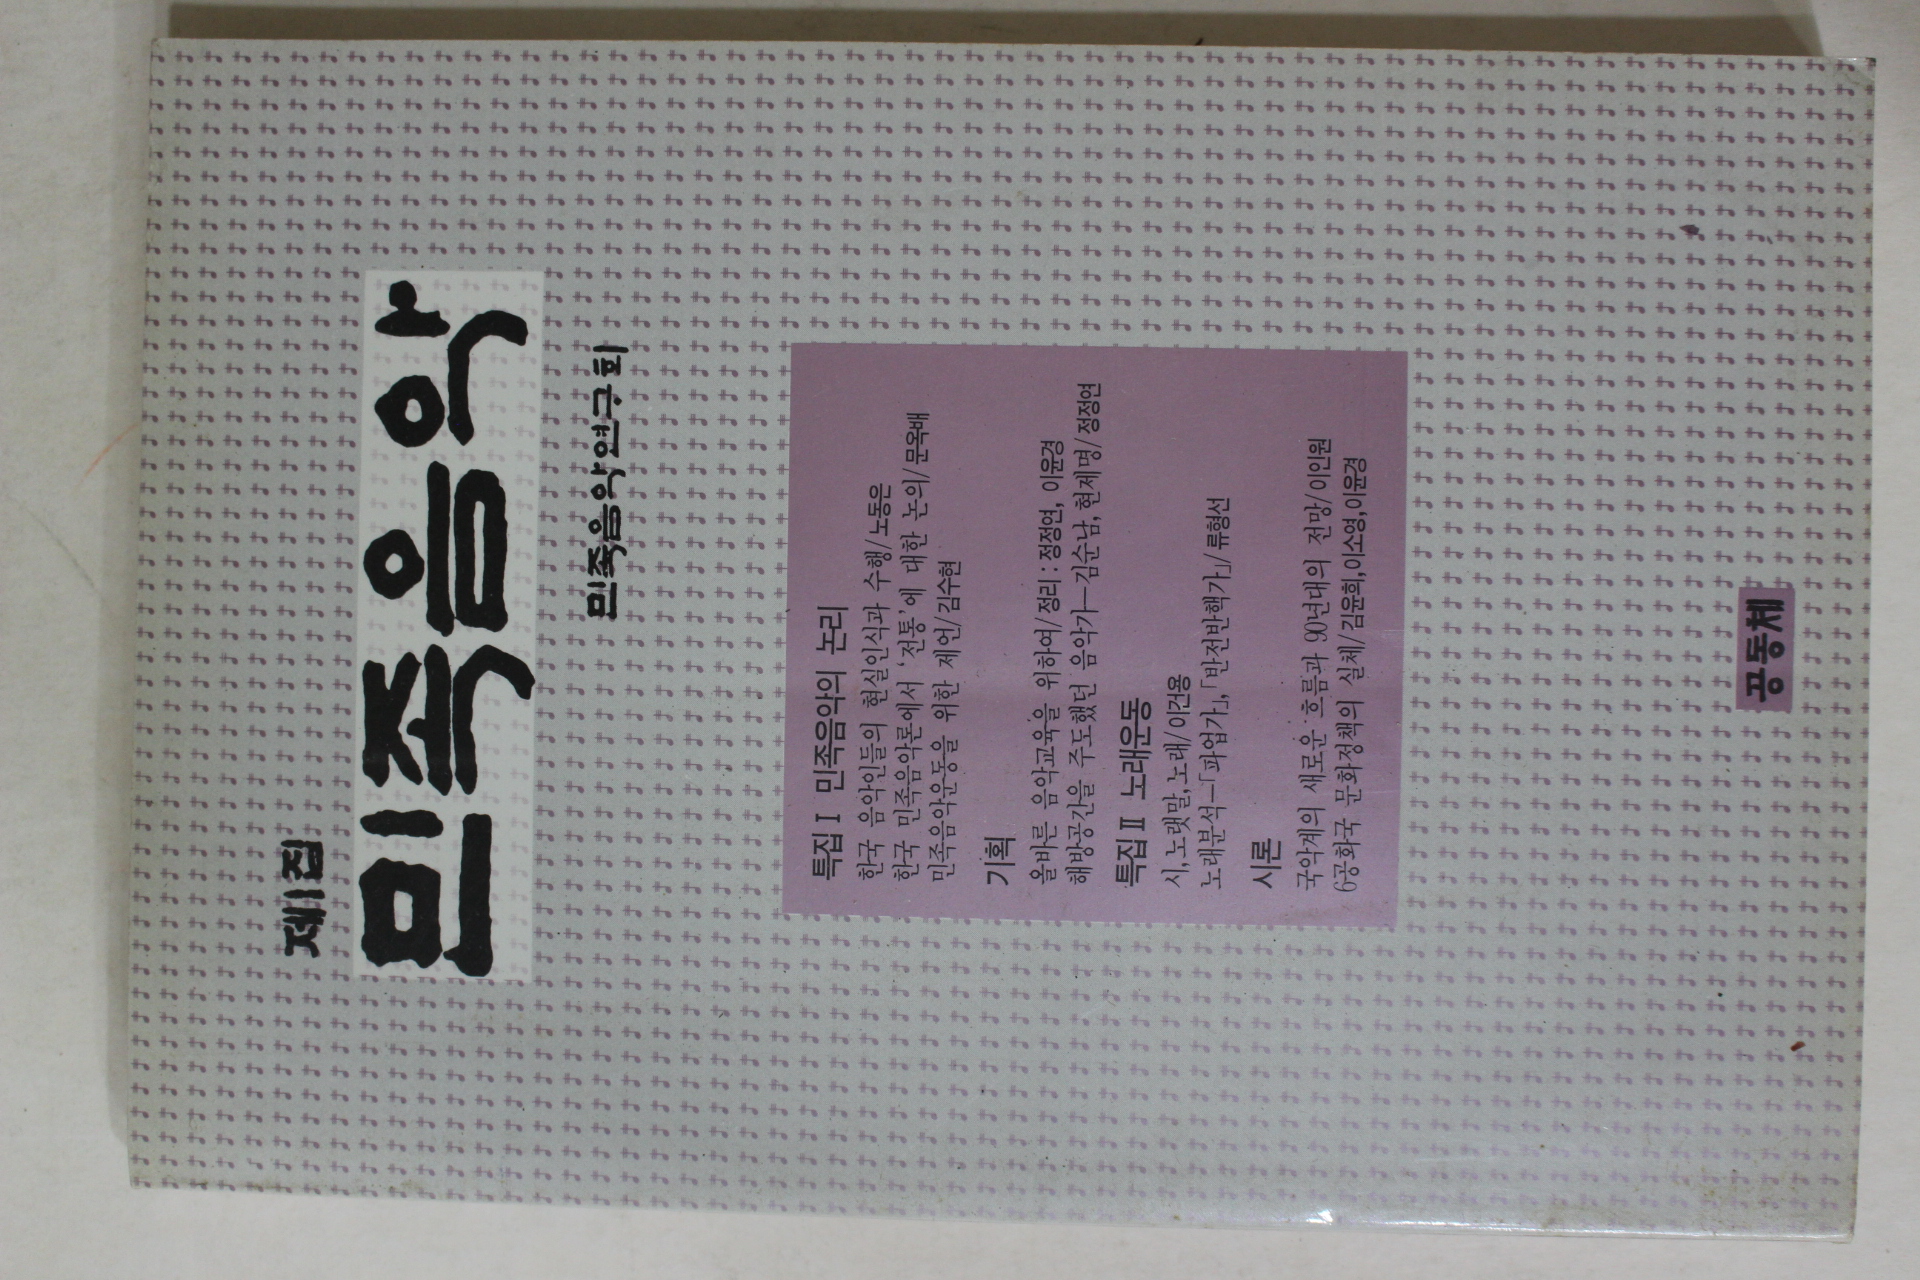 제1집
민족음악
민족음악연구회
특집 I 민족음악의 논리
한국 음악인들의 현실인식과 수행/노동은
한국 민족음악론에서 '전통'에 대한 논의/문옥배
민족음악운동을 위한 제언/김수현
기획
올바른 음악교육을 위하여/정리 : 정정연, 이윤경
해방공간을 주도했던 음악가—김순남, 현제명/정정연
특집 II 노래운동
시, 노랫말, 노래/이건용
노래분석—「파업가」, 「반전반핵가」/류형선
시론
국악계의 새로운 흐름과 90년대의 전망/이인원
6공화국 문화정책의 실체/김윤희, 이소영, 이윤경
공동체